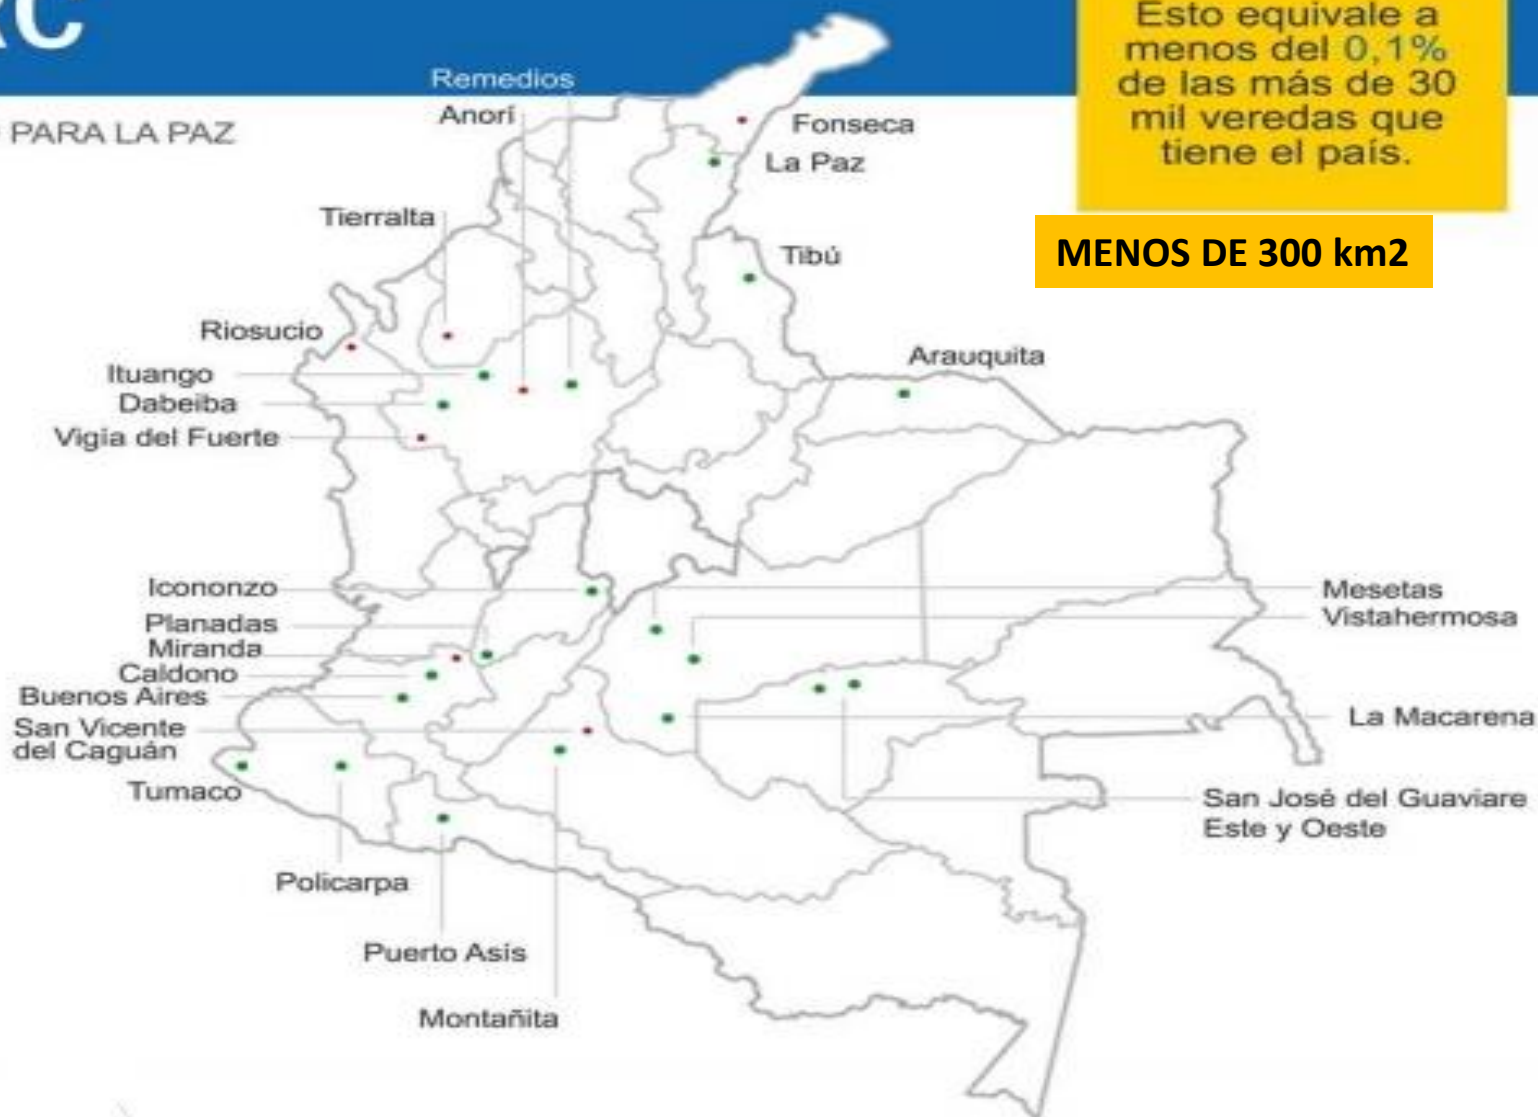 RC
PARA LA PAZ
Esto equivale a
menos del 0,1%
de las más de 30
mil veredas que
tiene el país.
MENOS DE 300 km2
Remedios
Anorí
Fonseca
La Paz
Tierralta
Tibú
Riosucio
Arauquita
Ituango
Dabeiba
Vigia del Fuerte
Icononzo
Mesetas
Planadas
Vistahermosa
Miranda
Caldono
Buenos Aires
San Vicente
del Caguán
La Macarena
Tumaco
San José del Guaviare
Este y Oeste
Policarpa
Puerto Asís
Montañita